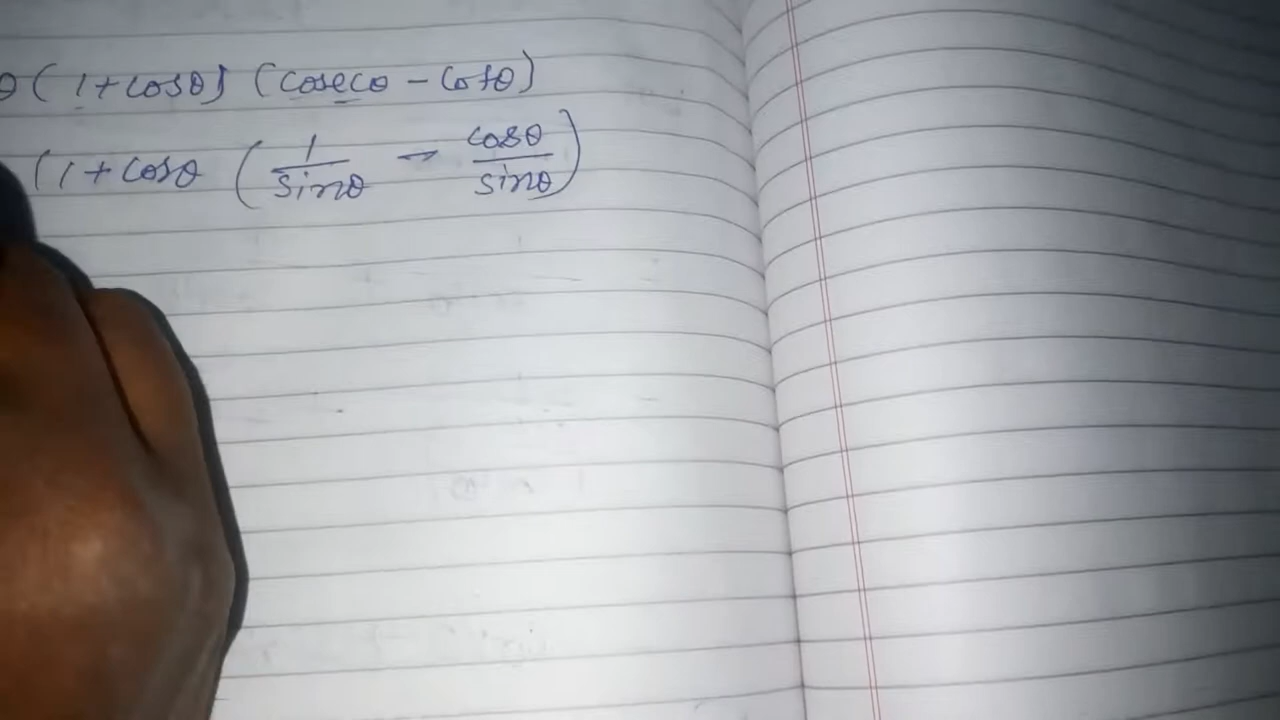 θ (1+cosθ) (cosecθ - cotθ)
(1+cosθ (1/sinθ - cosθ/sinθ)